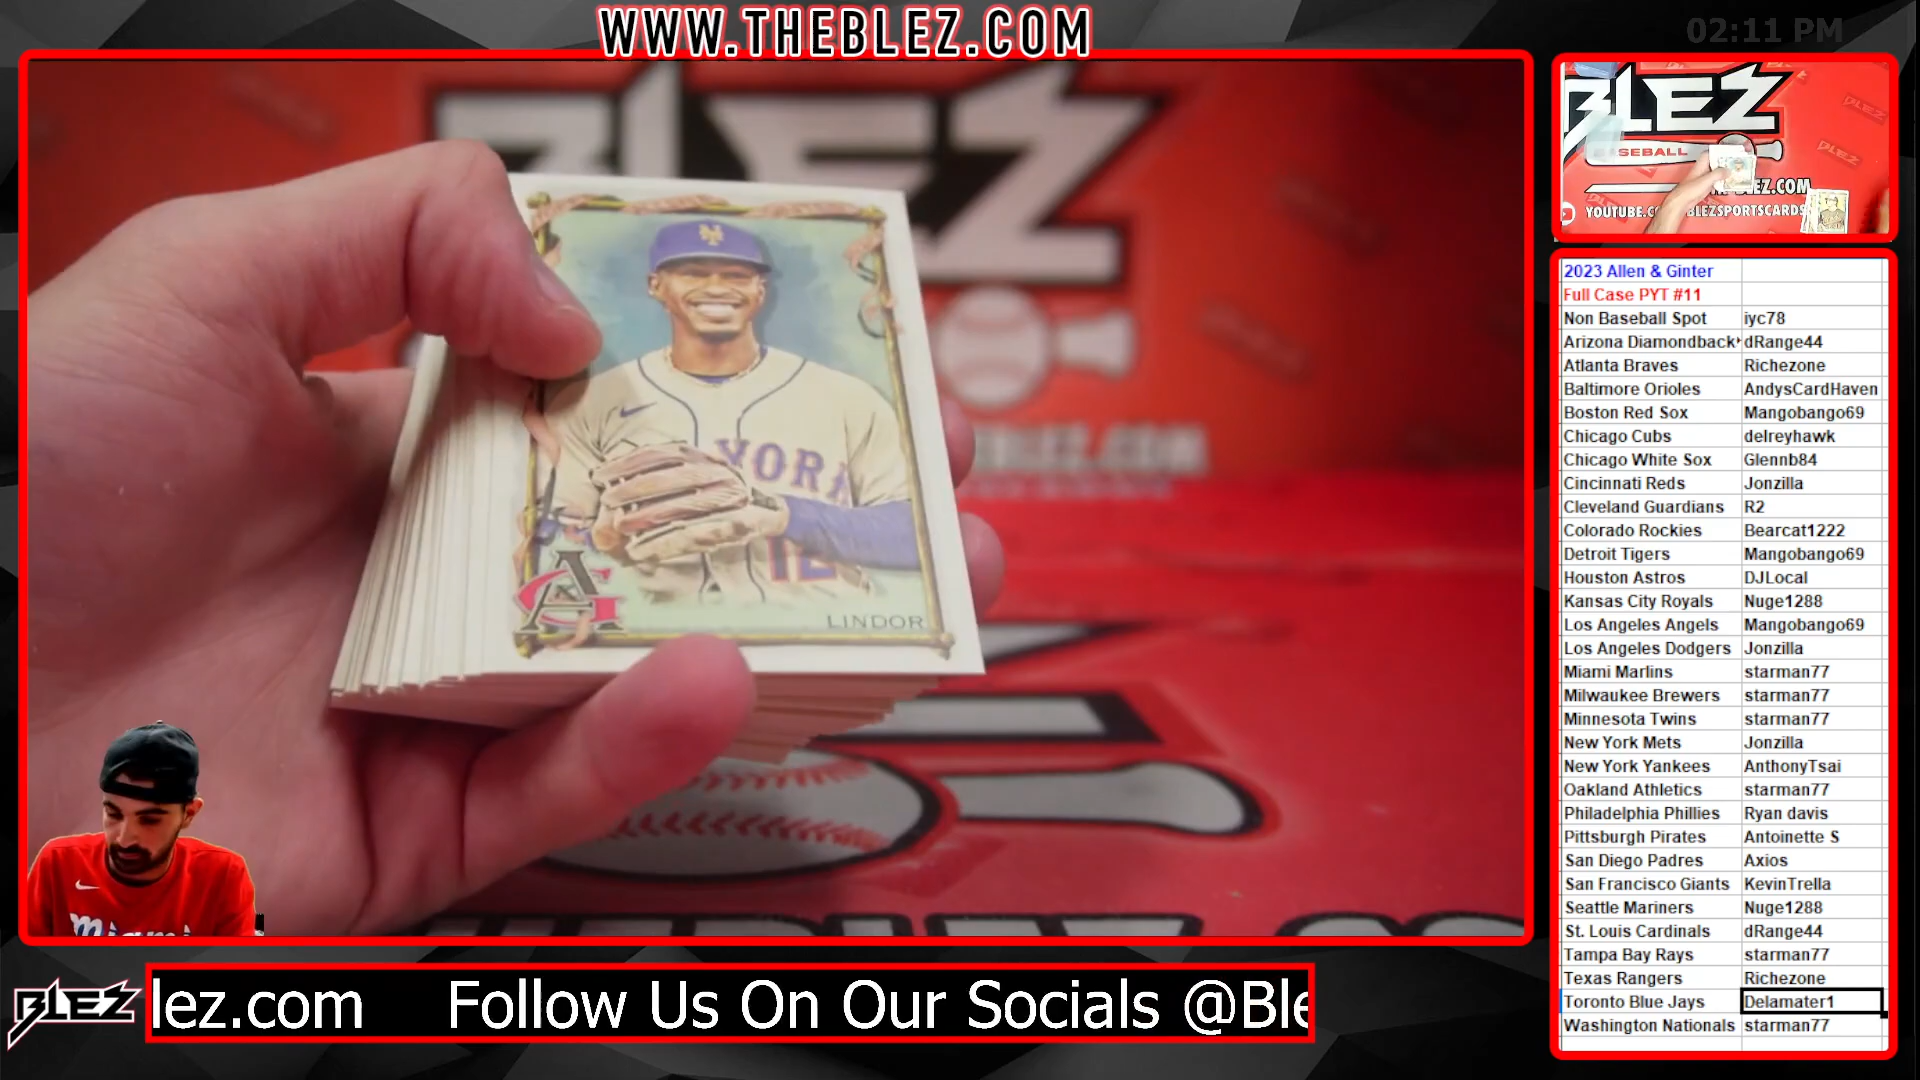 WWW.THEBLEZ.COM
02:11 PM
BLEZ
YORK
12
LINDOR
BLEZ
BASEBALL
YOUTUBE.C
BLEZSPORTSCARDS
2023 Allen & Ginter
Full Case PYT #11
Non Baseball Spot iyc78
Arizona Diamondback dRange44
Atlanta Braves Richezone
Baltimore Orioles AndysCardHaven
Boston Red Sox Mangobango69
Chicago Cubs delreyhawk
Chicago White Sox Glennb84
Cincinnati Reds Jonzilla
Cleveland Guardians R2
Colorado Rockies Bearcat1222
Detroit Tigers Mangobango69
Houston Astros DJLocal
Kansas City Royals Nuge1288
Los Angeles Angels Mangobango69
Los Angeles Dodgers Jonzilla
Miami Marlins starman77
Milwaukee Brewers starman77
Minnesota Twins starman77
New York Mets Jonzilla
New York Yankees AnthonyTsai
Oakland Athletics starman77
Philadelphia Phillies Ryan davis
Pittsburgh Pirates Antoinette S
San Diego Padres Axios
San Francisco Giants KevinTrella
Seattle Mariners Nuge1288
St. Louis Cardinals dRange44
Tampa Bay Rays starman77
Texas Rangers Richezone
Toronto Blue Jays Delamater1
Washington Nationals starman77
BLEZ
lez.com Follow Us On Our Socials @Ble